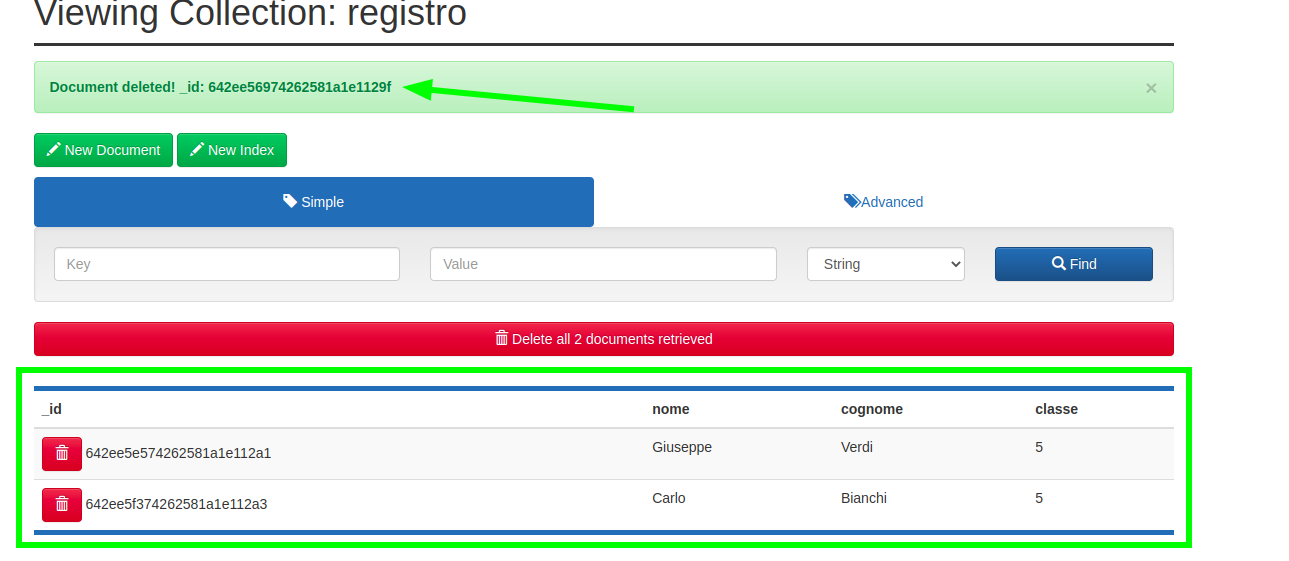 Viewing Collection: registro
Document deleted! _id: 642ee56974262581a1e1129f ×
New Document New Index
Simple Advanced
Key Value String Find
Delete all 2 documents retrieved
_id nome cognome classe
642ee5e574262581a1e112a1 Giuseppe Verdi 5
642ee5f374262581a1e112a3 Carlo Bianchi 5